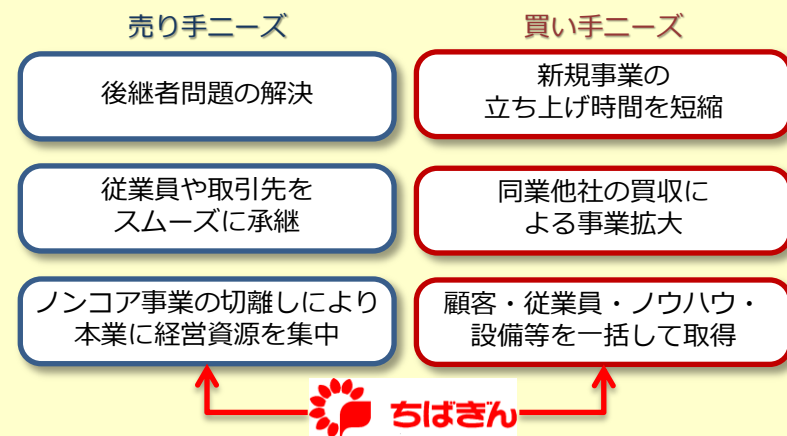 売り手ニーズ
後継者問題の解決
従業員や取引先を
スムーズに承継
ノンコア事業の切離しにより
本業に経営資源を集中
買い手ニーズ
新規事業の
立ち上げ時間を短縮
同業他社の買収に
よる事業拡大
顧客・従業員・ノウハウ・
設備等を一括して取得
ちばぎん